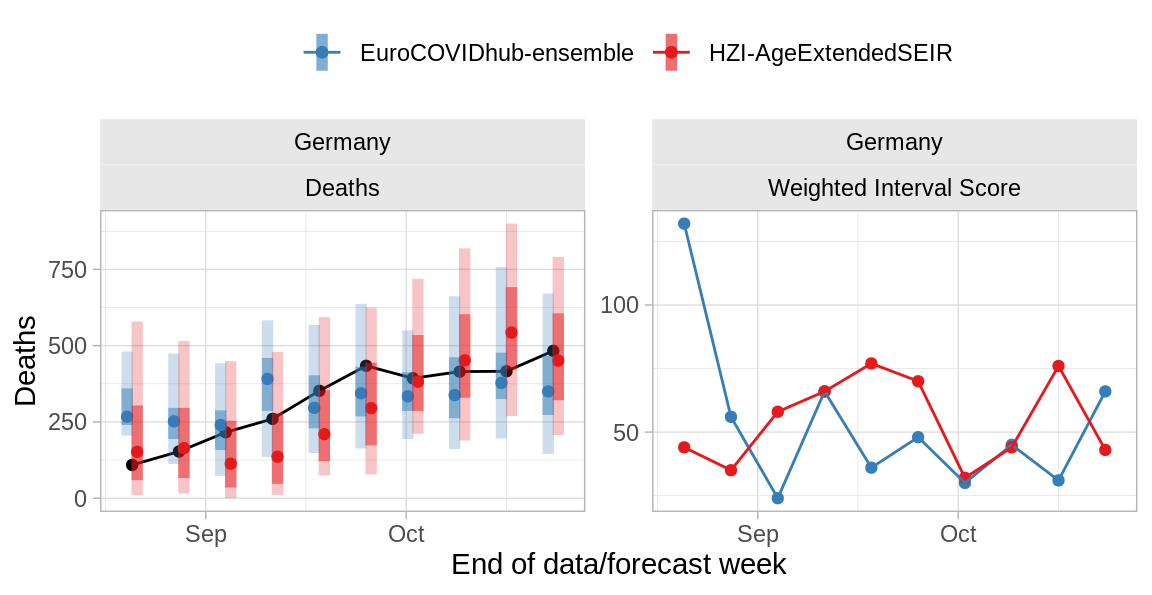 EuroCOVIDhub-ensemble HZI-AgeExtendedSEIR
Germany
Deaths
Deaths
750
500
250
0
Sep Oct
Germany
Weighted Interval Score
100
50
Sep Oct
End of data/forecast week